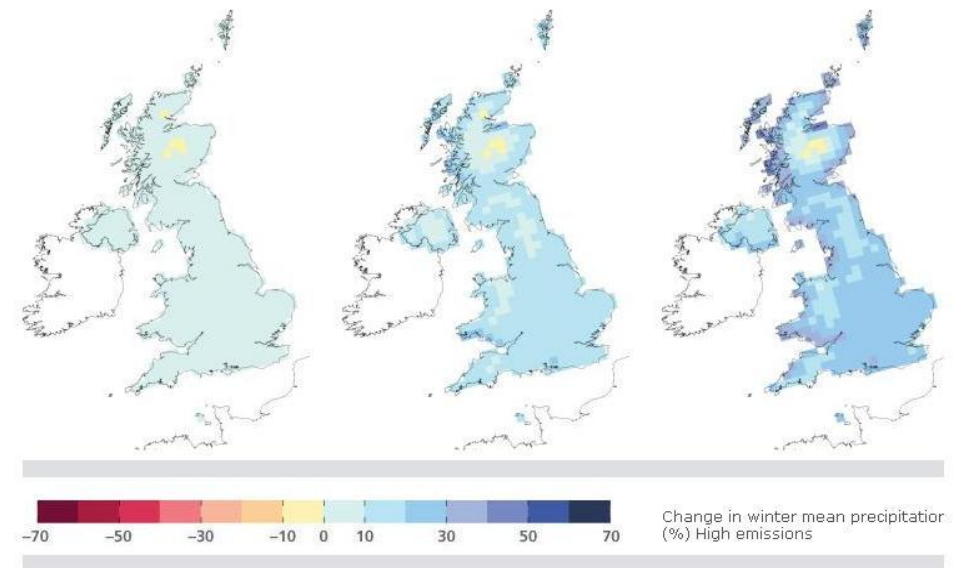 −70 −50 −30 −10 0 10 30 50 70
Change in winter mean precipitatior
(%) High emissions